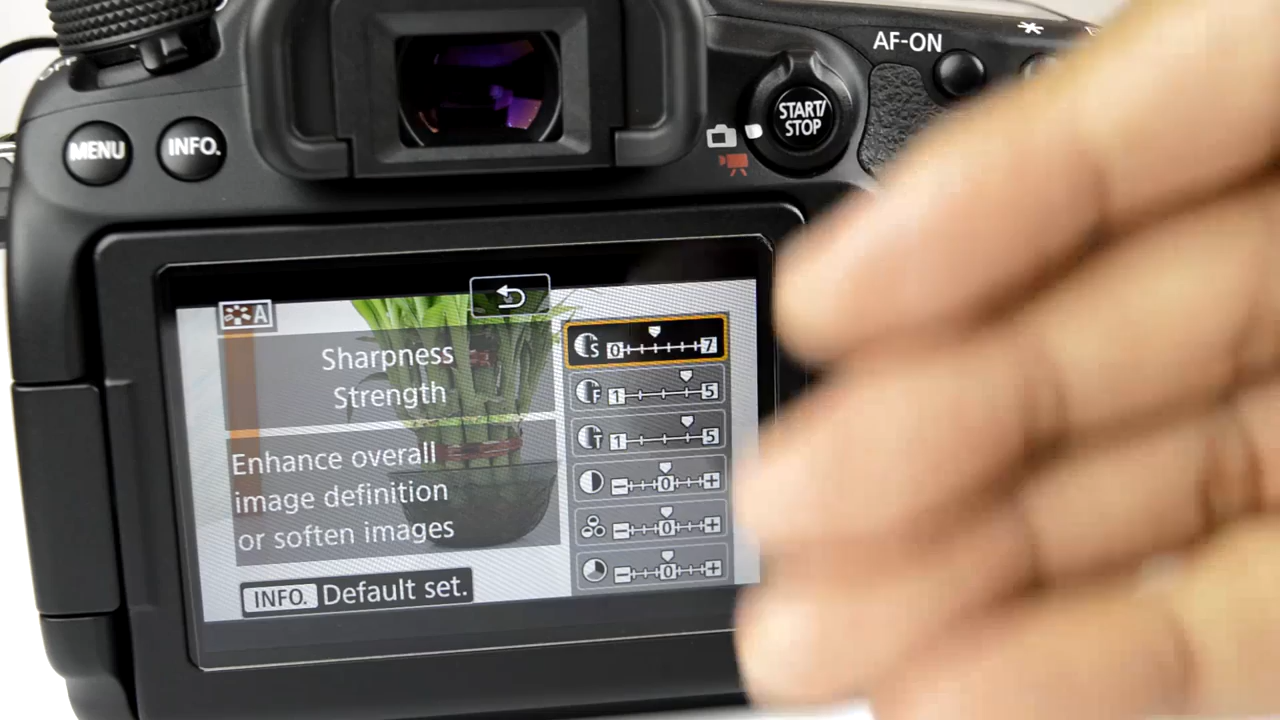 AF-ON
*
START/
STOP
MENU
INFO.
A
Sharpness
Strength
Enhance overall
image definition
or soften images
INFO. Default set.
S 0 7
F 1 5
T 1 5
− 0 +
− 0 +
− 0 +